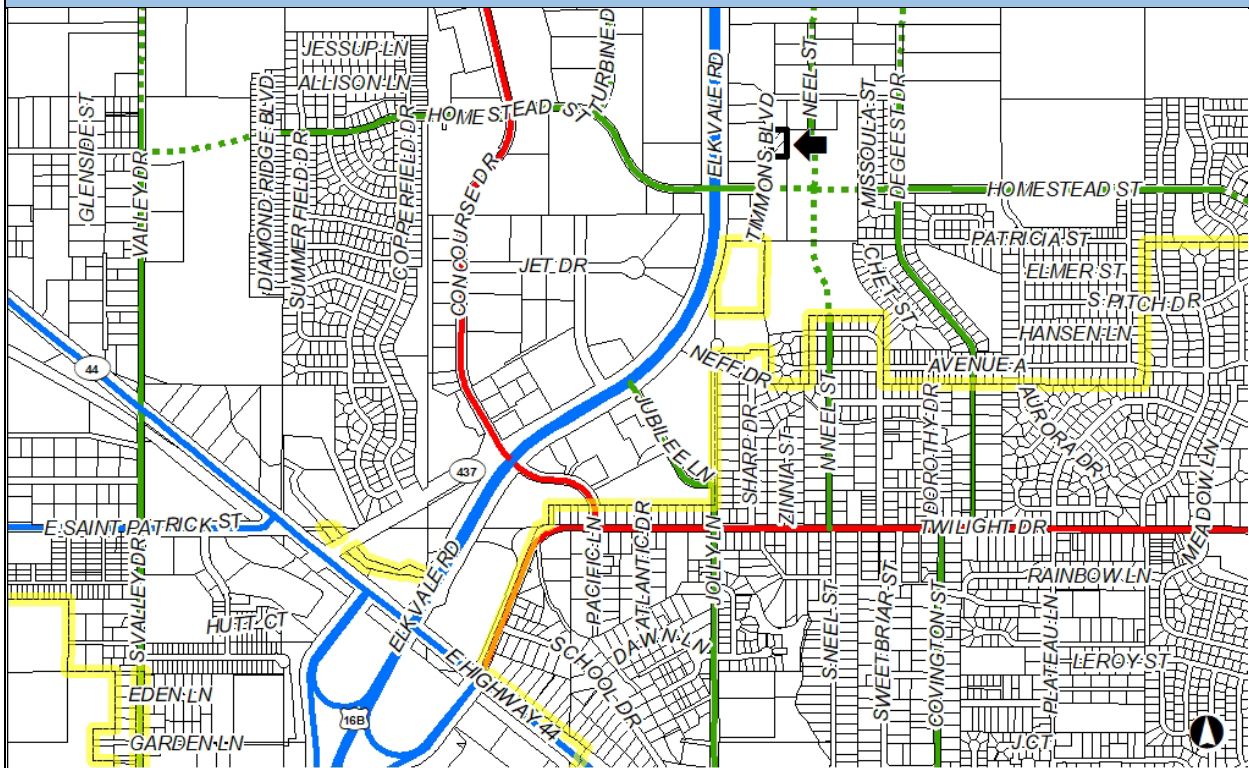 JESSUP LN
ALLISON LN
GLENSIDE ST
VALLEY DR
DIAMOND RIDGE BLVD
SUMMERFIELD DR
COPPERFIELD DR
HOMESTEAD ST
TURBINE D
CONCOURSE DR
ELK VALE RD
TIMMONS BLVD
NEEL ST
MISSOULA ST
DEGEEST DR
HOMESTEAD ST
PATRICIA ST
ELMER ST
S PITCH DR
HANSEN LN
CHET ST
JET DR
44
NEFF DR
AVENUE A
JUBILEE LN
SHARP DR
ZINNIA ST
N NEEL ST
DOROTHY DR
AURORA DR
MEADOW LN
437
E SAINT PATRICK ST
TWILIGHT DR
S VALLEY DR
HUTT CT
ELK VALE RD
PACIFIC LN
ATLANTIC DR
JOLLY LN
RAINBOW LN
S NEEL ST
SWEETBRIAR ST
COVINGTON ST
PLATEAU LN
LEROY ST
SCHOOL DR
DAWN LN
E HIGHWAY 44
EDEN LN
16B
GARDEN LN
J CT